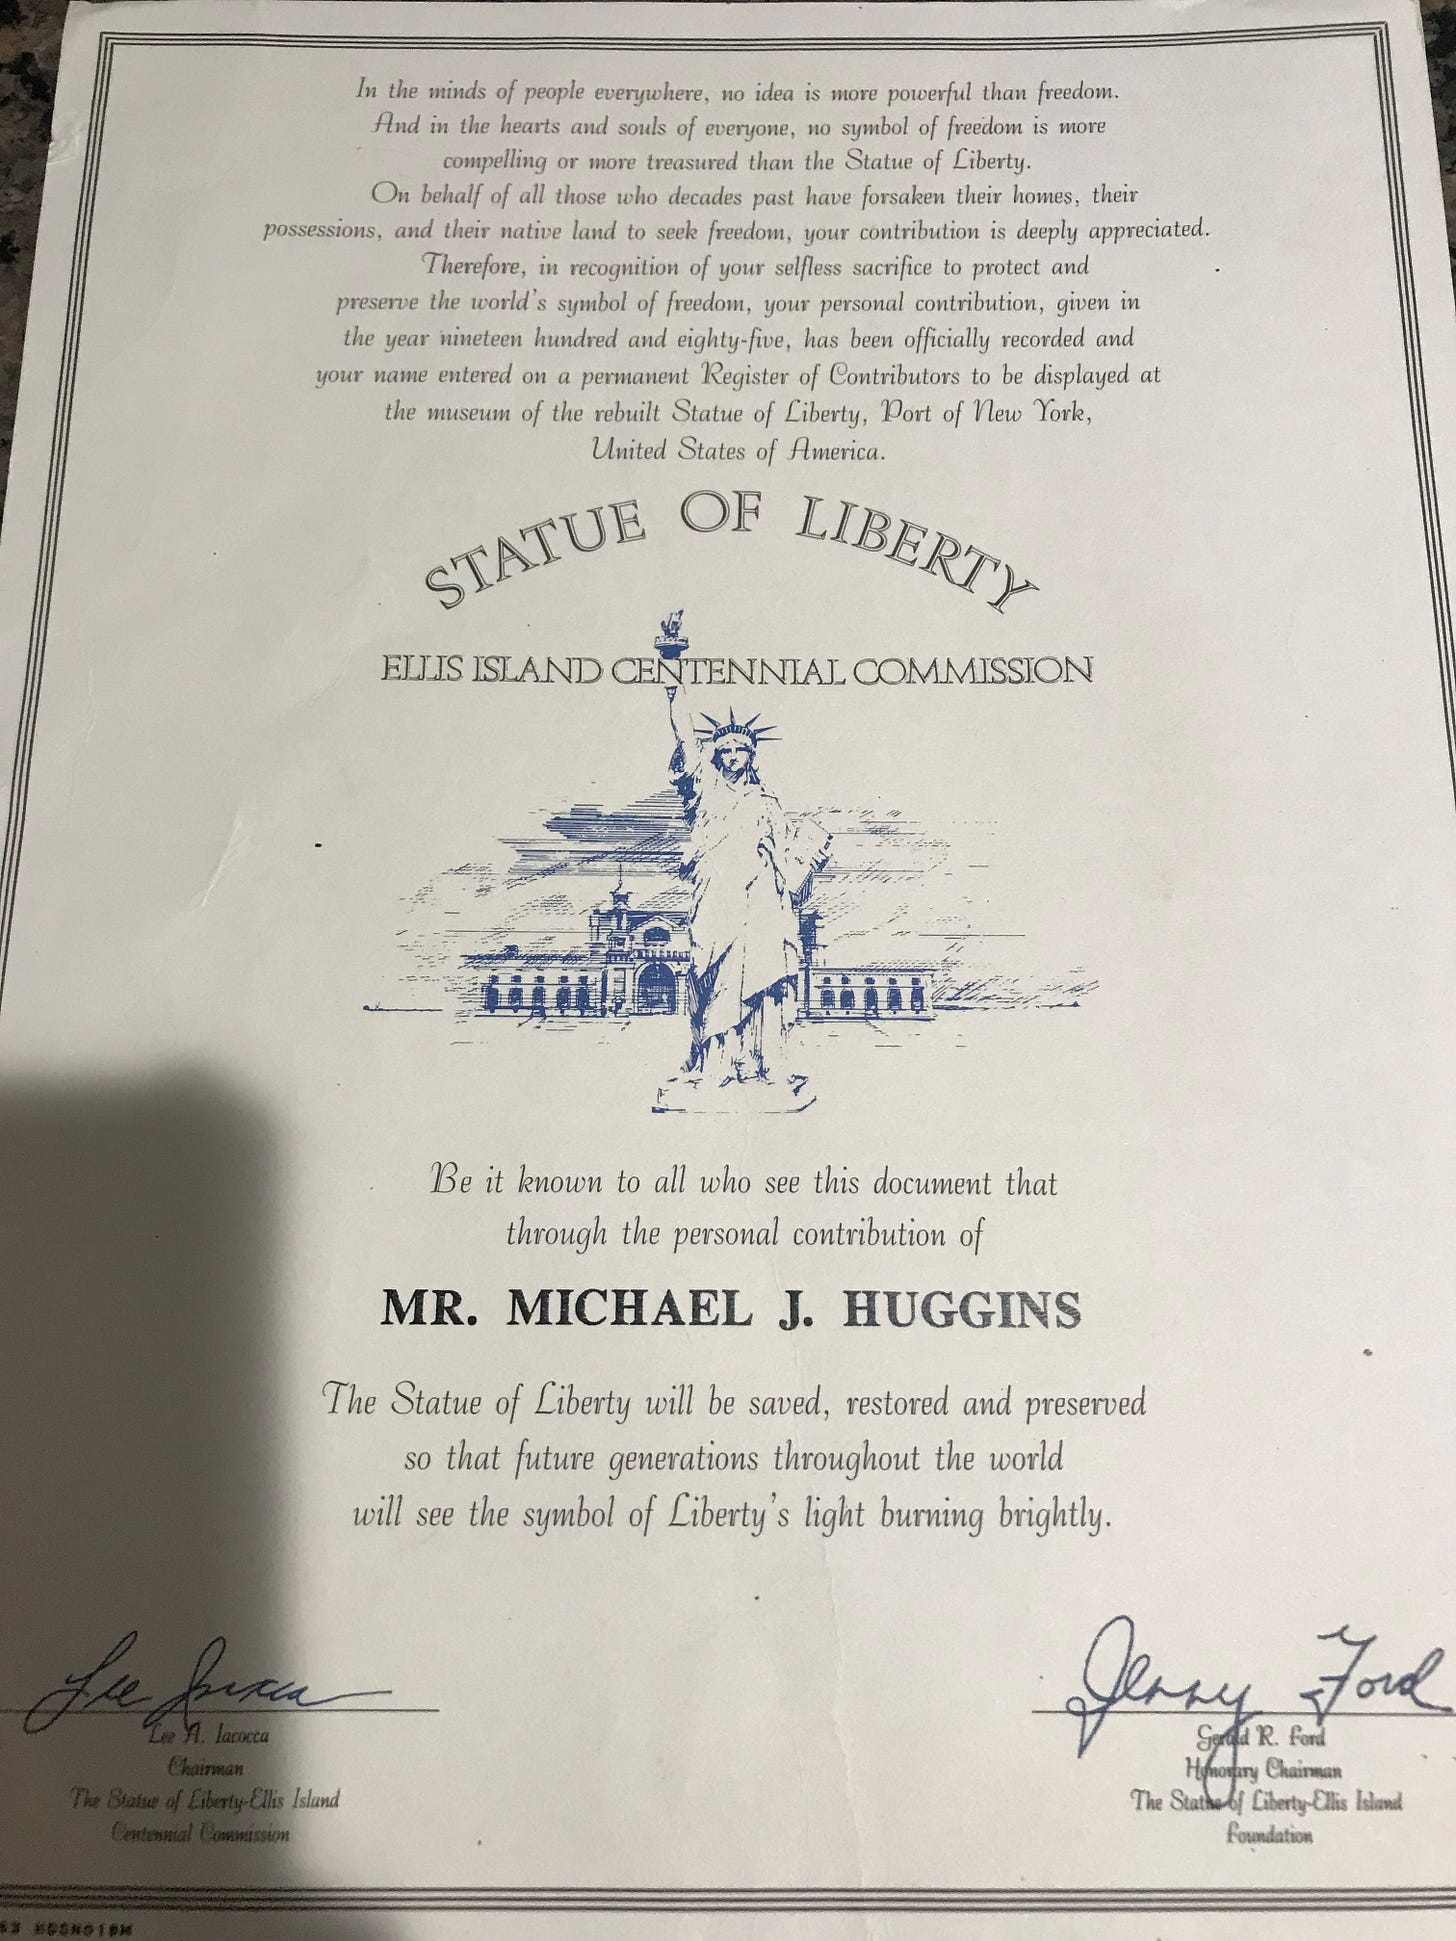 In the minds of people everywhere, no idea is more powerful than freedom.
And in the hearts and souls of everyone, no symbol of freedom is more
compelling or more treasured than the Statue of Liberty.
On behalf of all those who decades past have forsaken their homes, their
possessions, and their native land to seek freedom, your contribution is deeply appreciated.
Therefore, in recognition of your selfless sacrifice to protect and
preserve the world's symbol of freedom, your personal contribution, given in
the year nineteen hundred and eighty-five, has been officially recorded and
your name entered on a permanent Register of Contributors to be displayed at
the museum of the rebuilt Statue of Liberty, Port of New York,
United States of America.
STATUE OF LIBERTY
ELLIS ISLAND CENTENNIAL COMMISSION
Be it known to all who see this document that
through the personal contribution of
MR. MICHAEL J. HUGGINS
The Statue of Liberty will be saved, restored and preserved
so that future generations throughout the world
will see the symbol of Liberty's light burning brightly.
Lee Iacocca
Lee A. Iacocca
Chairman
The Statue of Liberty-Ellis Island
Centennial Commission
Jerry Ford
Gerald R. Ford
Honorary Chairman
The Statue of Liberty-Ellis Island
Foundation